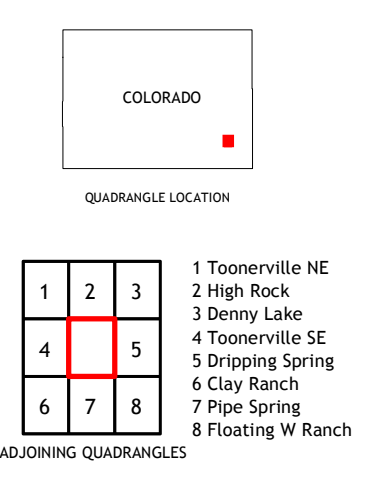 COLORADO
QUADRANGLE LOCATION
1 2 3
4 5
6 7 8
1 Toonerville NE
2 High Rock
3 Denny Lake
4 Toonerville SE
5 Dripping Spring
6 Clay Ranch
7 Pipe Spring
8 Floating W Ranch
ADJOINING QUADRANGLES